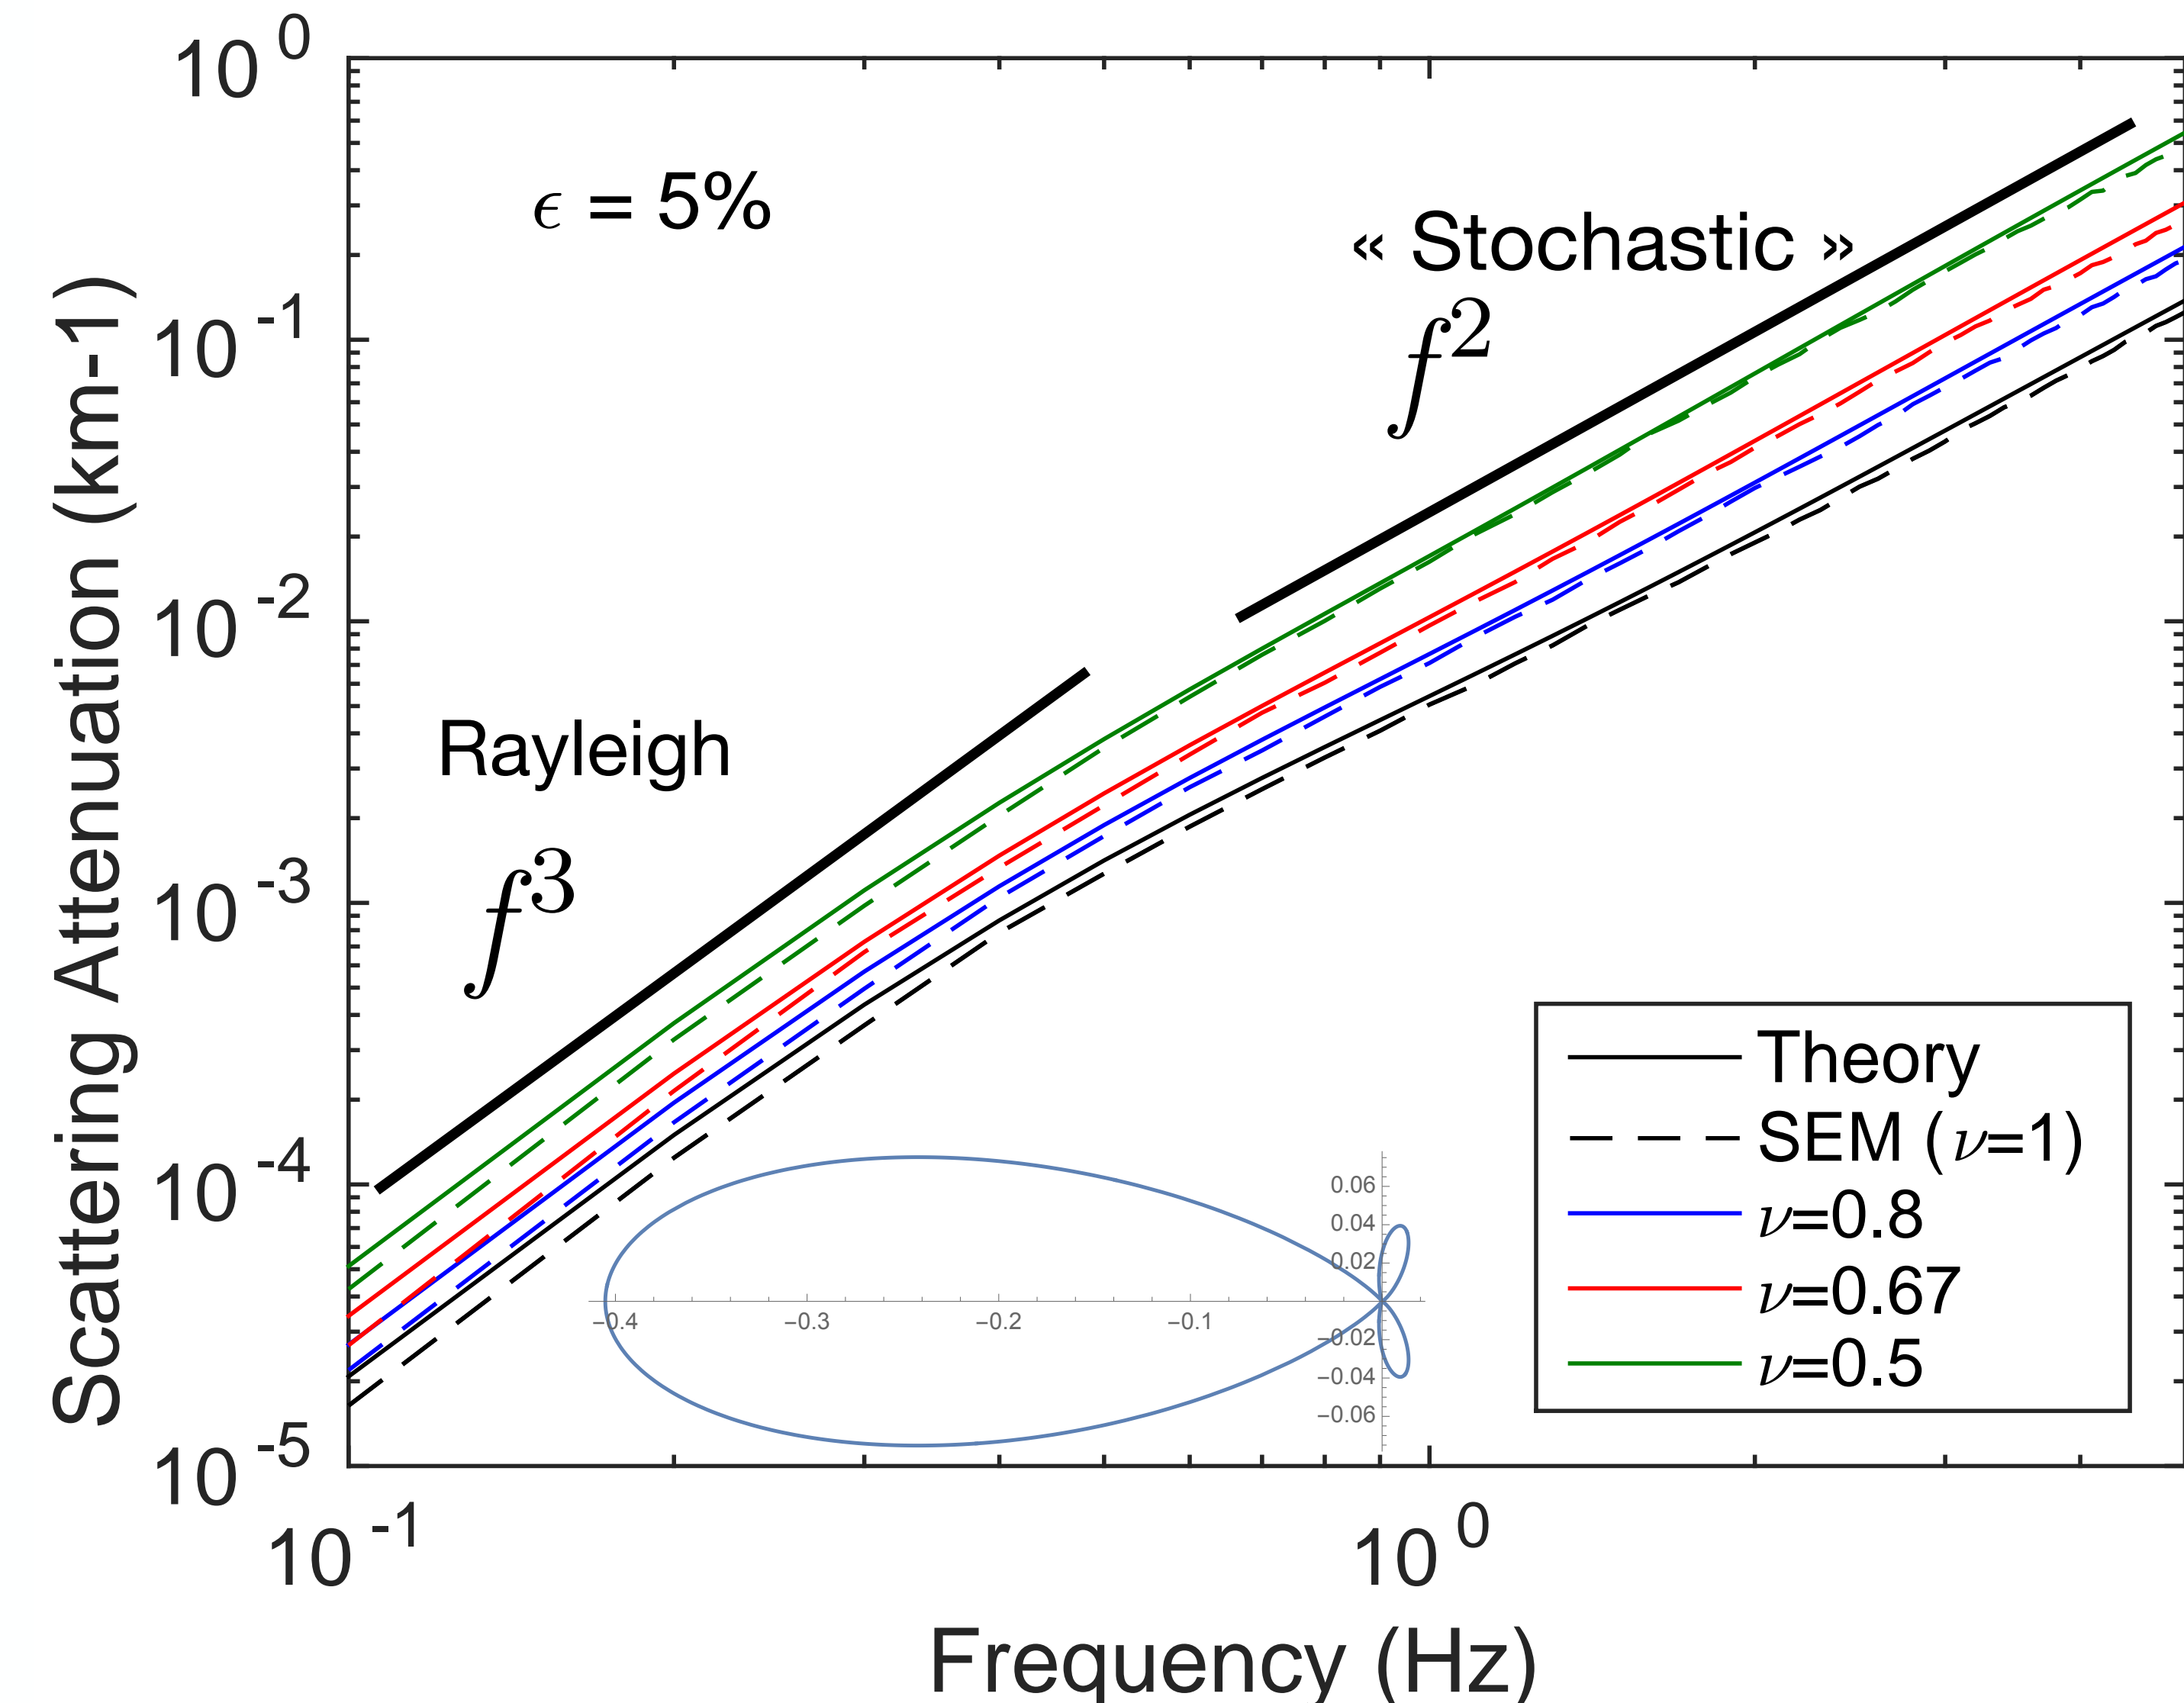 10 0
ϵ = 5%
« Stochastic »
f2
10 -1
10 -2
Rayleigh
f3
10 -3
10 -4
10 -5
Scattering Attenuation (km-1)
Theory
SEM (ν=1)
ν=0.8
ν=0.67
ν=0.5
0.06
0.04
0.02
−0.4 −0.3 −0.2 −0.1
−0.02
−0.04
−0.06
10 -1 10 0
Frequency (Hz)